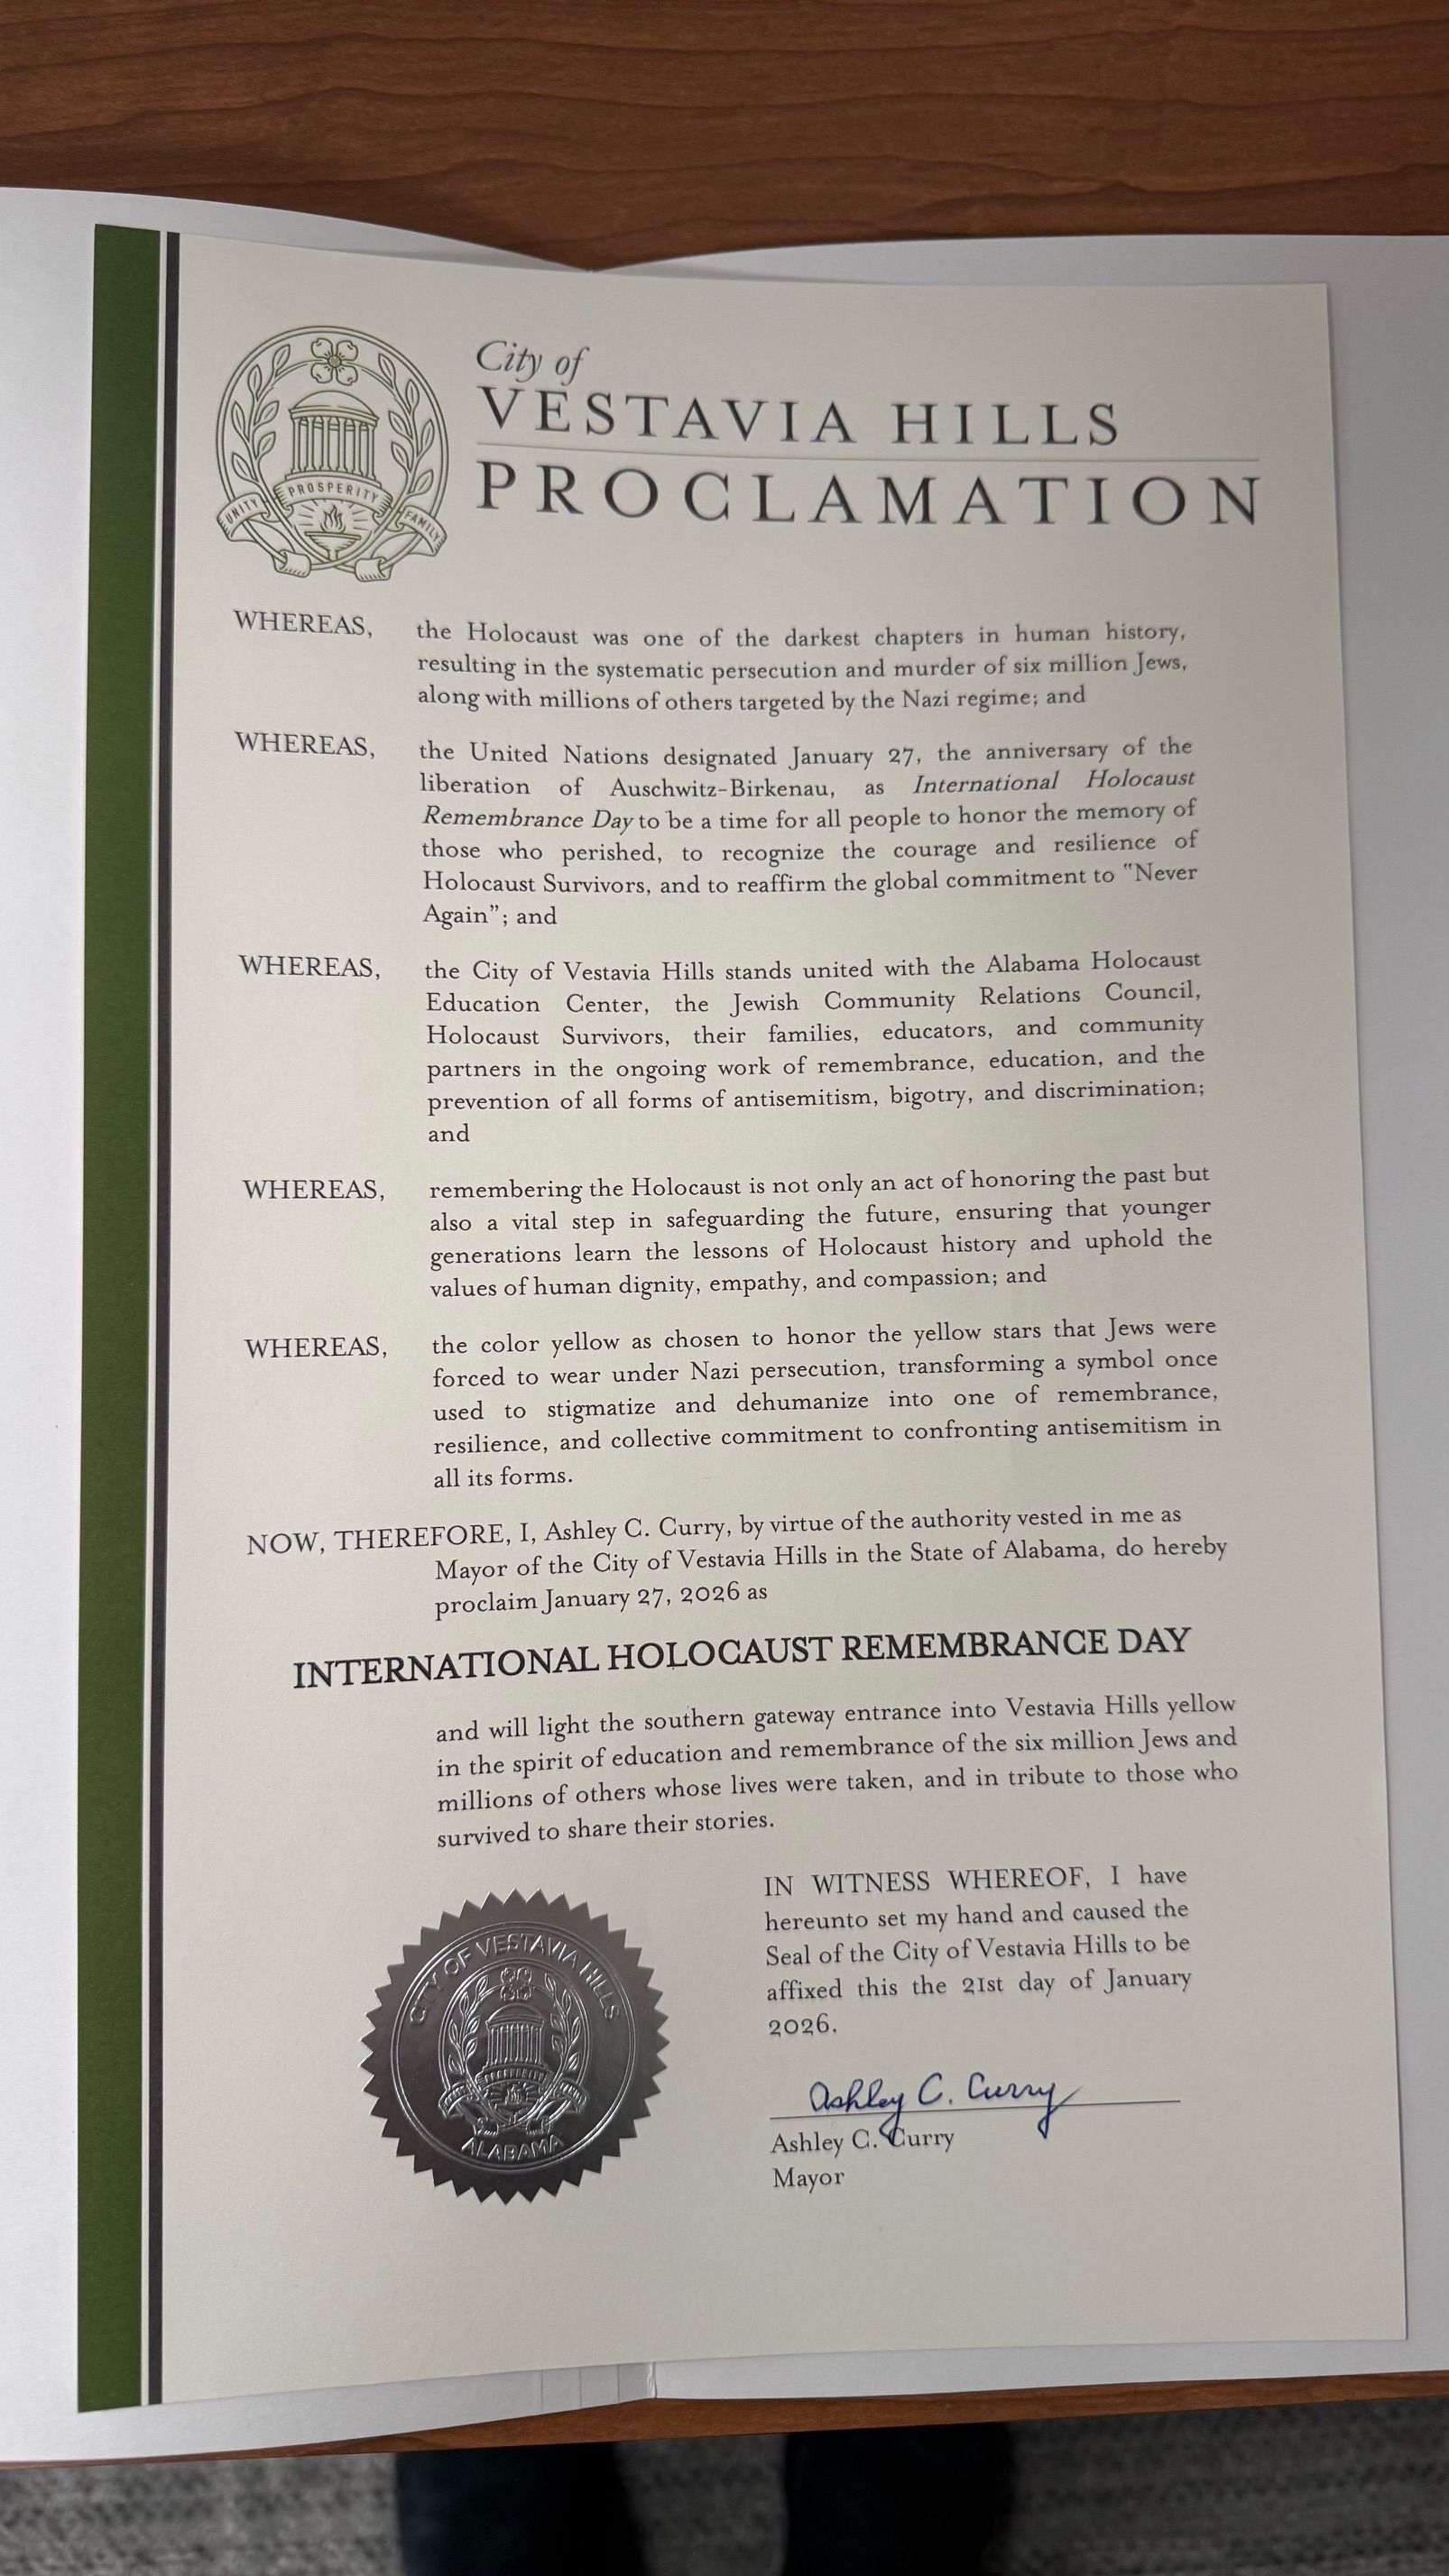 City of
VESTAVIA HILLS
PROCLAMATION
UNITY
PROSPERITY
FAMILY
WHEREAS, the Holocaust was one of the darkest chapters in human history,
resulting in the systematic persecution and murder of six million Jews,
along with millions of others targeted by the Nazi regime; and
WHEREAS, the United Nations designated January 27, the anniversary of the
liberation of Auschwitz-Birkenau, as International Holocaust
Remembrance Day to be a time for all people to honor the memory of
those who perished, to recognize the courage and resilience of
Holocaust Survivors, and to reaffirm the global commitment to "Never
Again"; and
WHEREAS, the City of Vestavia Hills stands united with the Alabama Holocaust
Education Center, the Jewish Community Relations Council,
Holocaust Survivors, their families, educators, and community
partners in the ongoing work of remembrance, education, and the
prevention of all forms of antisemitism, bigotry, and discrimination;
and
WHEREAS, remembering the Holocaust is not only an act of honoring the past but
also a vital step in safeguarding the future, ensuring that younger
generations learn the lessons of Holocaust history and uphold the
values of human dignity, empathy, and compassion; and
WHEREAS, the color yellow as chosen to honor the yellow stars that Jews were
forced to wear under Nazi persecution, transforming a symbol once
used to stigmatize and dehumanize into one of remembrance,
resilience, and collective commitment to confronting antisemitism in
all its forms.
NOW, THEREFORE, I, Ashley C. Curry, by virtue of the authority vested in me as
Mayor of the City of Vestavia Hills in the State of Alabama, do hereby
proclaim January 27, 2026 as
INTERNATIONAL HOLOCAUST REMEMBRANCE DAY
and will light the southern gateway entrance into Vestavia Hills yellow
in the spirit of education and remembrance of the six million Jews and
millions of others whose lives were taken, and in tribute to those who
survived to share their stories.
IN WITNESS WHEREOF, I have
hereunto set my hand and caused the
Seal of the City of Vestavia Hills to be
affixed this the 21st day of January
2026.
Ashley C. Curry
Ashley C. Curry
Mayor
CITY OF VESTAVIA HILLS
ALABAMA